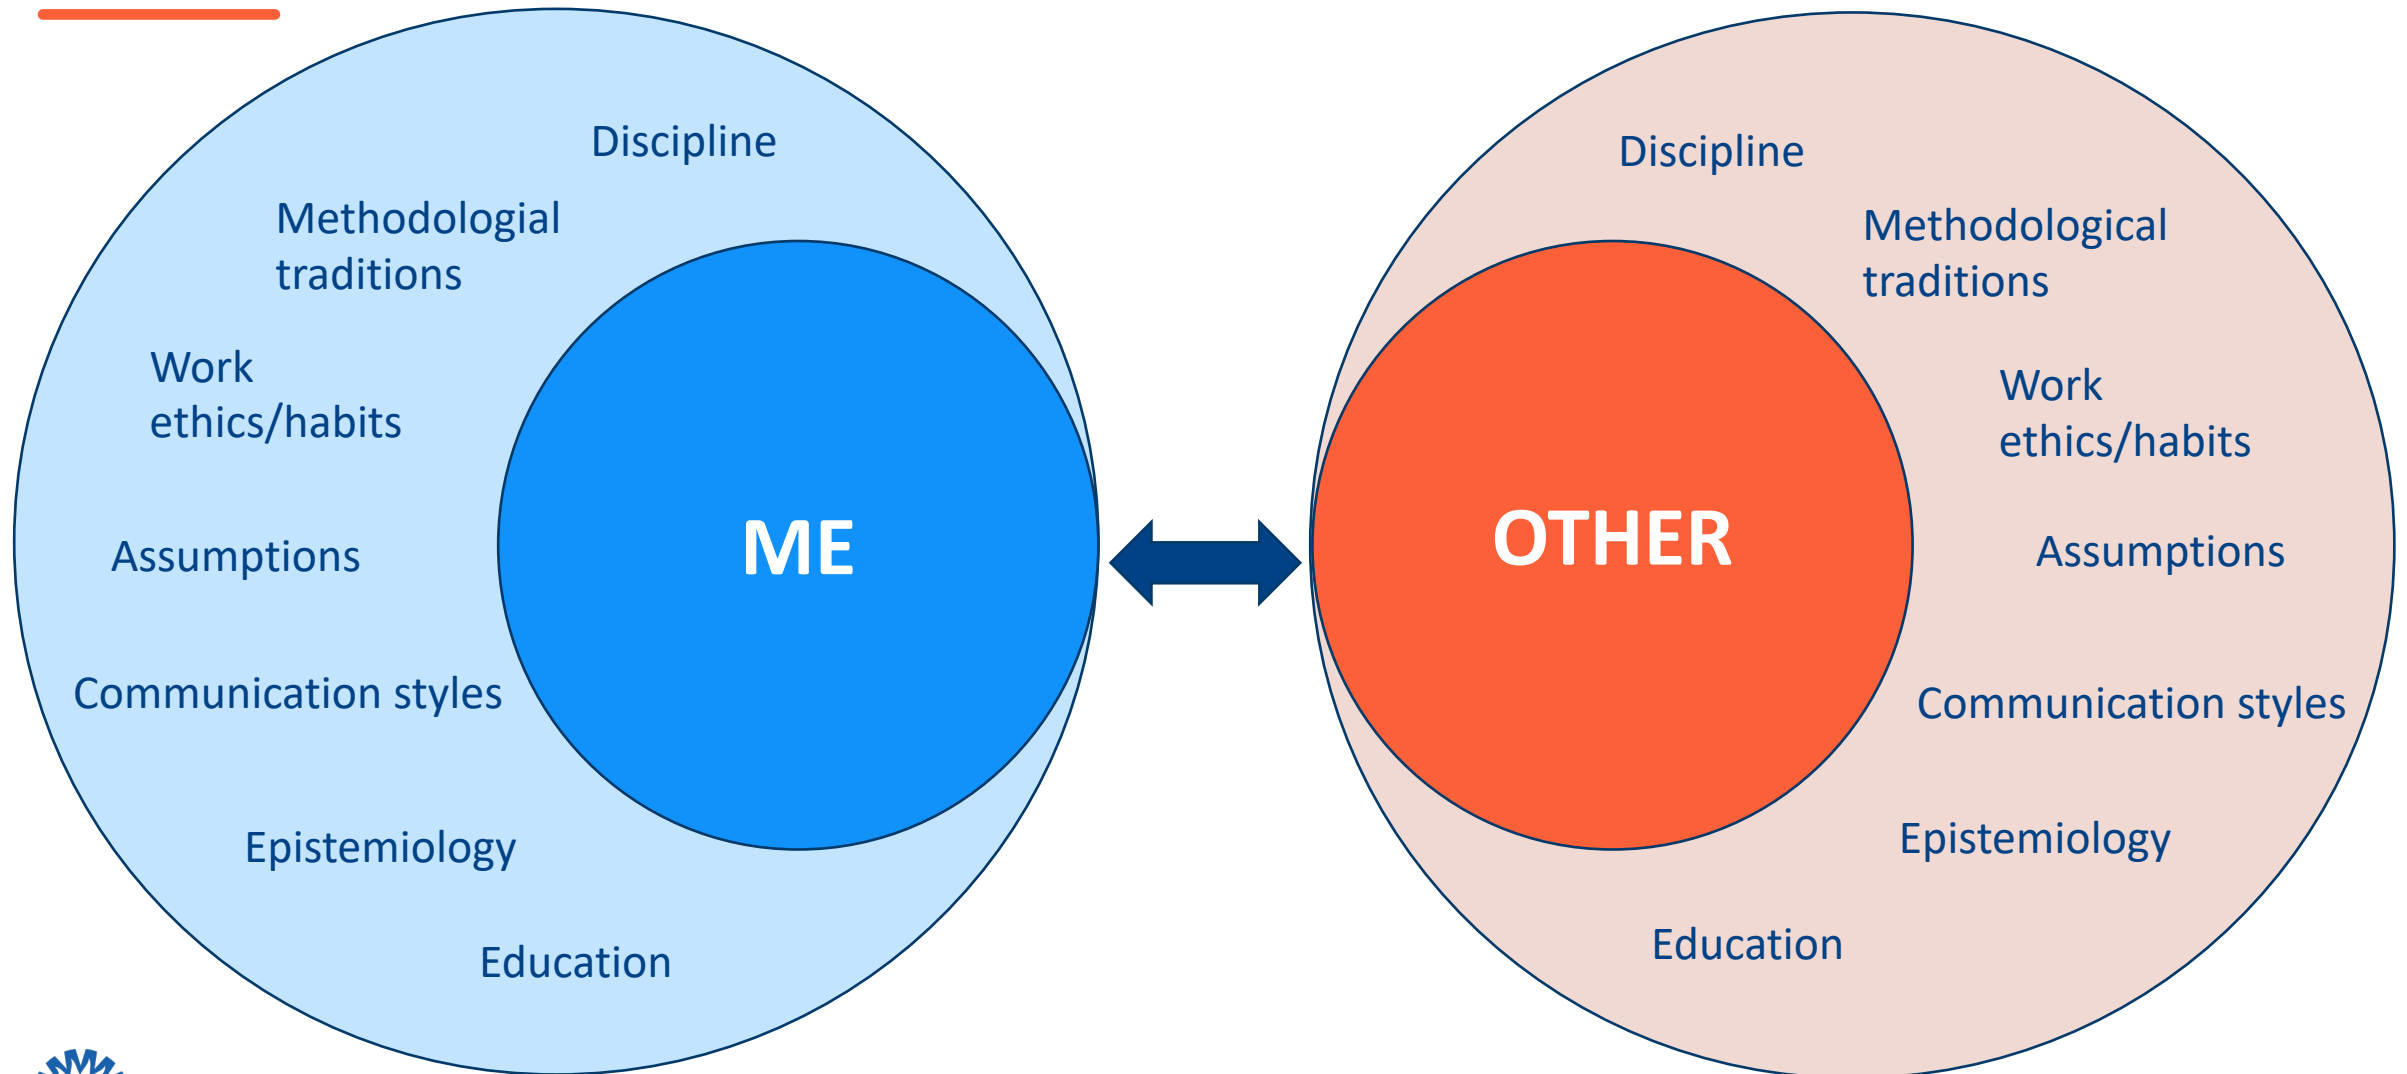 Discipline
Methodologial
traditions
Work
ethics/habits
Assumptions
Communication styles
Epistemiology
Education
ME
OTHER
Discipline
Methodological
traditions
Work
ethics/habits
Assumptions
Communication styles
Epistemiology
Education